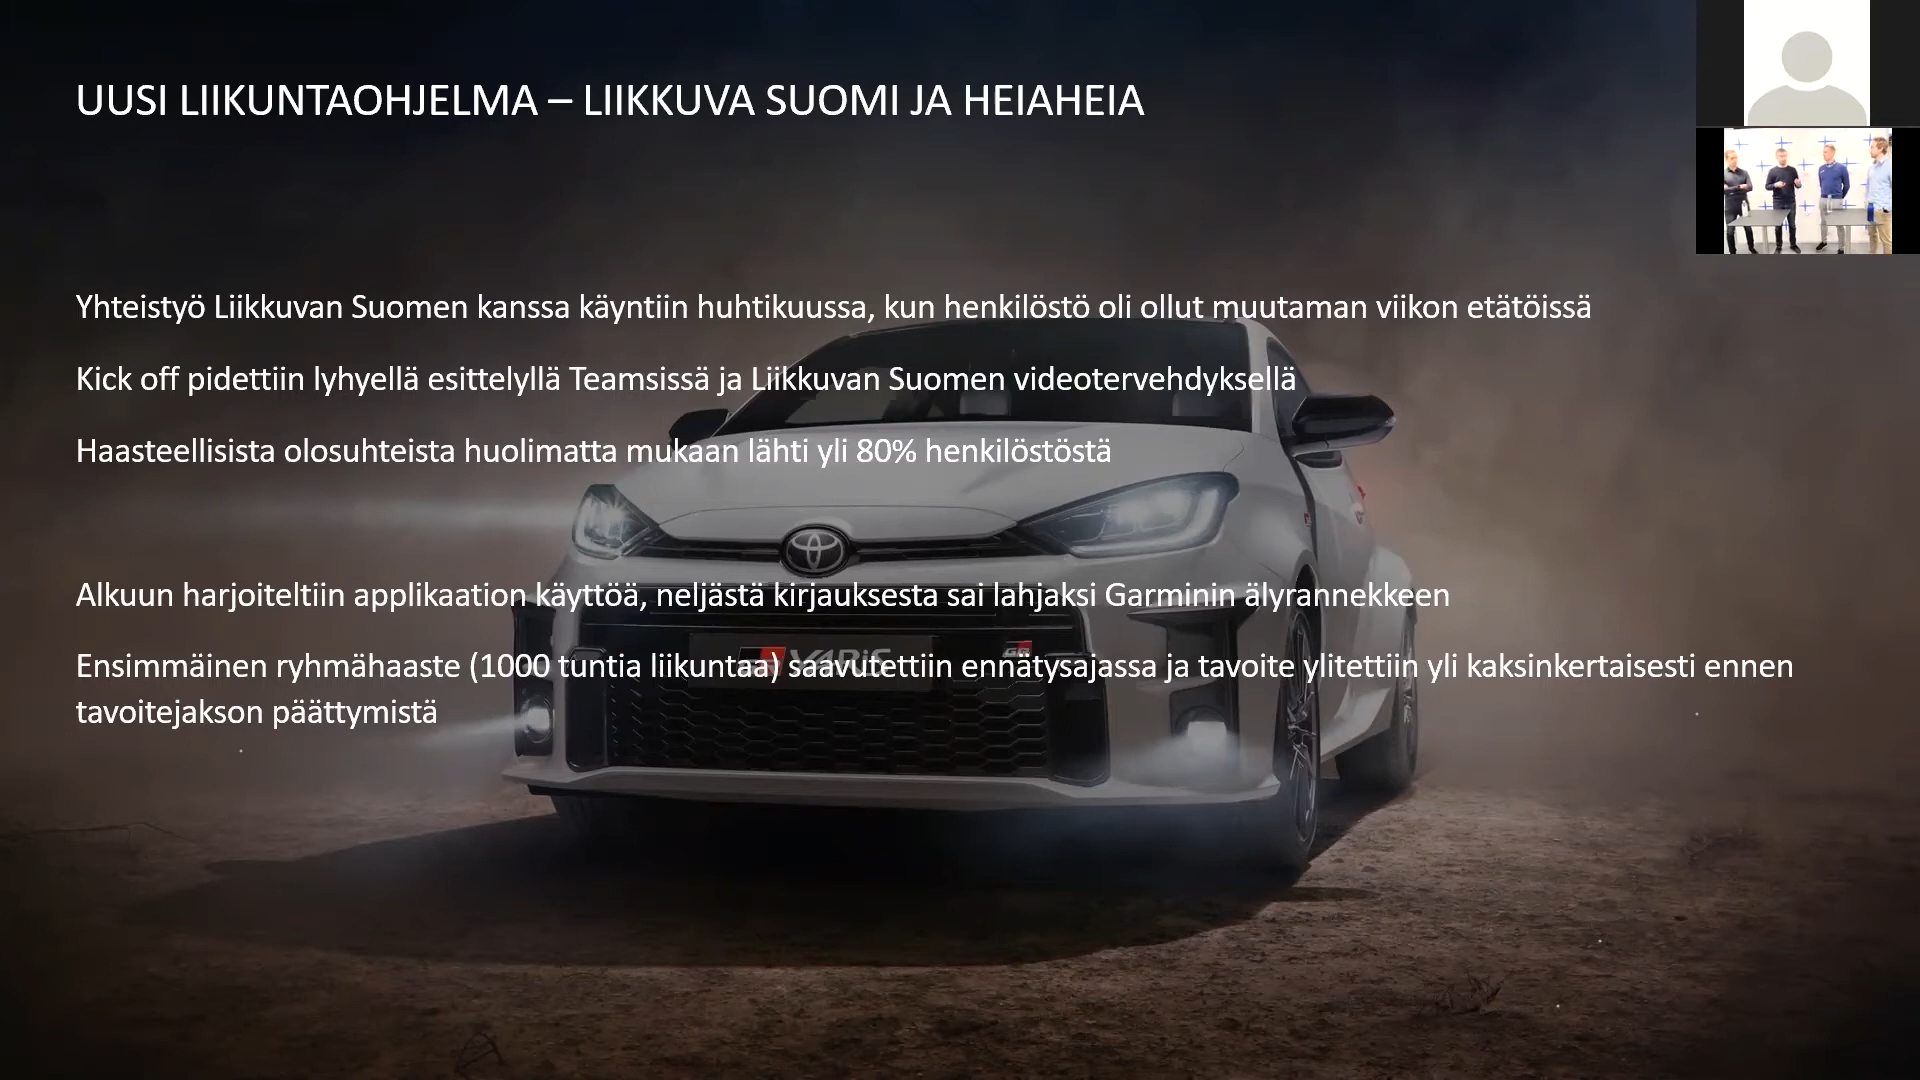 UUSI LIIKUNTAOHJELMA – LIIKKUVA SUOMI JA HEIAHEIA
Yhteistyö Liikkuvan Suomen kanssa käyntiin huhtikuussa, kun henkilöstö oli ollut muutaman viikon etätöissä
Kick off pidettiin lyhyellä esittelyllä Teamsissä ja Liikkuvan Suomen videotervehdyksellä
Haasteellisista olosuhteista huolimatta mukaan lähti yli 80% henkilöstöstä
Alkuun harjoiteltiin applikaation käyttöä, neljästä kirjauksesta sai lahjaksi Garminin älyrannekkeen
Ensimmäinen ryhmähaaste (1000 tuntia liikuntaa) saavutettiin ennätysajassa ja tavoite ylitettiin yli kaksinkertaisesti ennen
tavoitejakson päättymistä
YARiS
GR